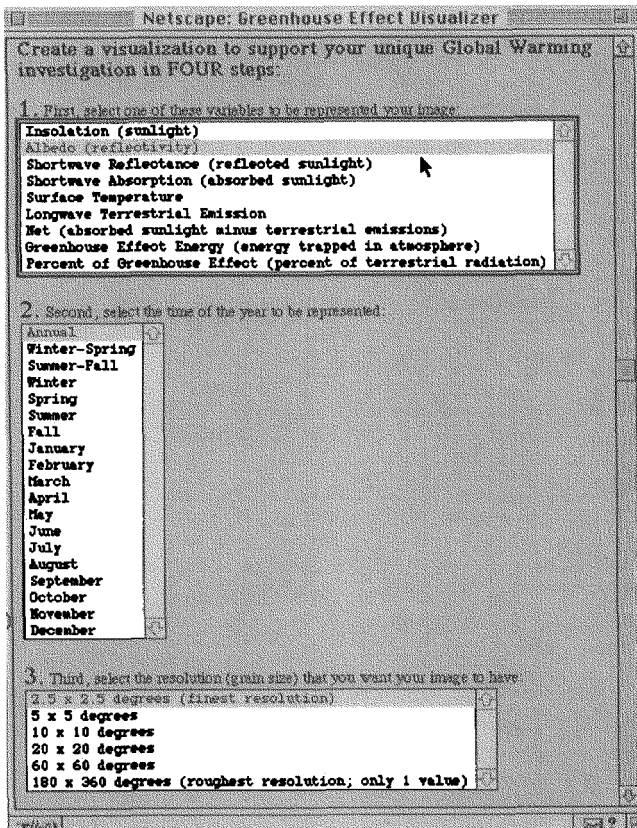 Netscape: Greenhouse Effect Visualizer
Create a visualization to support your unique Global Warming
investigation in FOUR steps:
1. First, select one of these variables to be represented your image:
Insolation (sunlight)
Albedo (reflectivity)
Shortwave Reflectance (reflected sunlight)
Shortwave Absorption (absorbed sunlight)
Surface Temperature
Longwave Terrestrial Emission
Net (absorbed sunlight minus terrestrial emissions)
Greenhouse Effect Energy (energy trapped in atmosphere)
Percent of Greenhouse Effect (percent of terrestrial radiation)
2. Second, select the time of the year to be represented:
Annual
Winter-Spring
Summer-Fall
Winter
Spring
Summer
Fall
January
February
March
April
May
June
July
August
September
October
November
December
3. Third, select the resolution (grain size) that you want your image to have:
2.5 x 2.5 degrees (finest resolution)
5 x 5 degrees
10 x 10 degrees
20 x 20 degrees
60 x 60 degrees
180 x 360 degrees (roughest resolution; only 1 value)
?